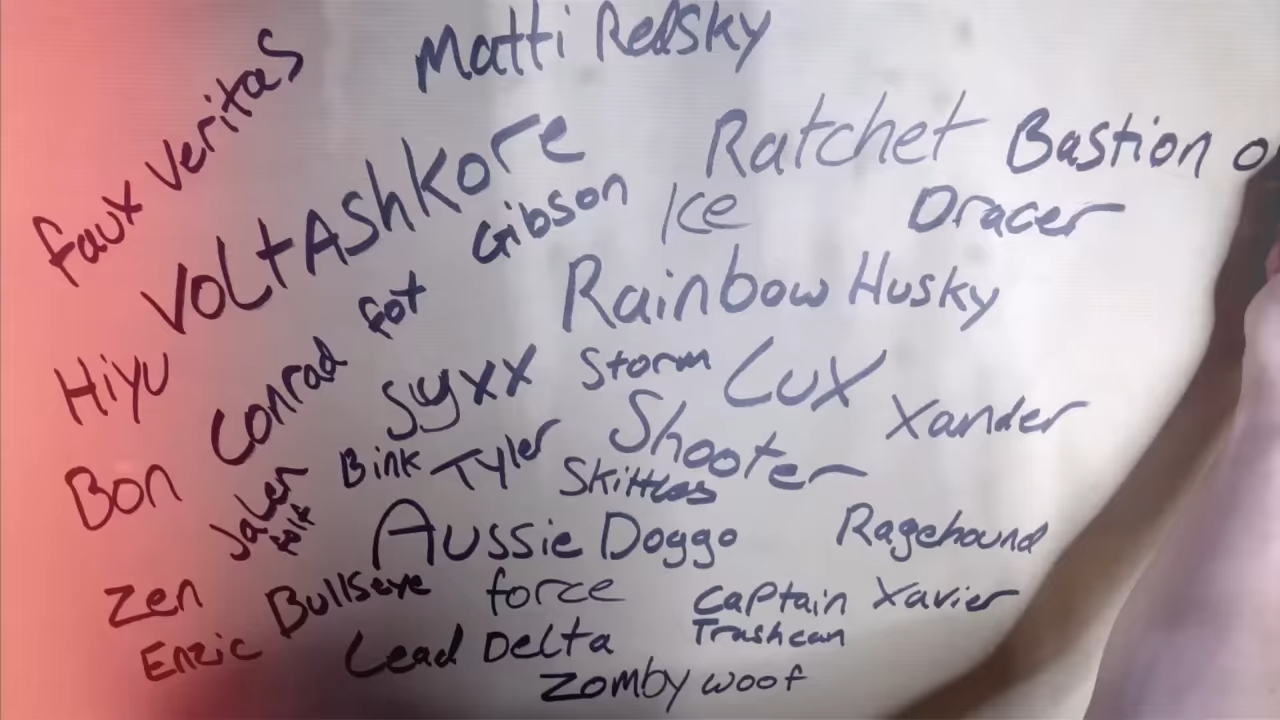 Matti Redsky
Faux Veritas
Ratchet
Bastion o
VoltAshkore
Gibson
Ice
Dracer
Fot
Rainbow Husky
Hiyu
Conrad
Syxx
Storm
Lux
Xander
Shooter
Bon
Jalen
Folf
Bink
Tyler
Skittles
Aussie Doggo
Ragehound
Zen
Bullseye
force
Captain
Trashcan
Xavier
Enzic
Lead Delta
Zomby woof